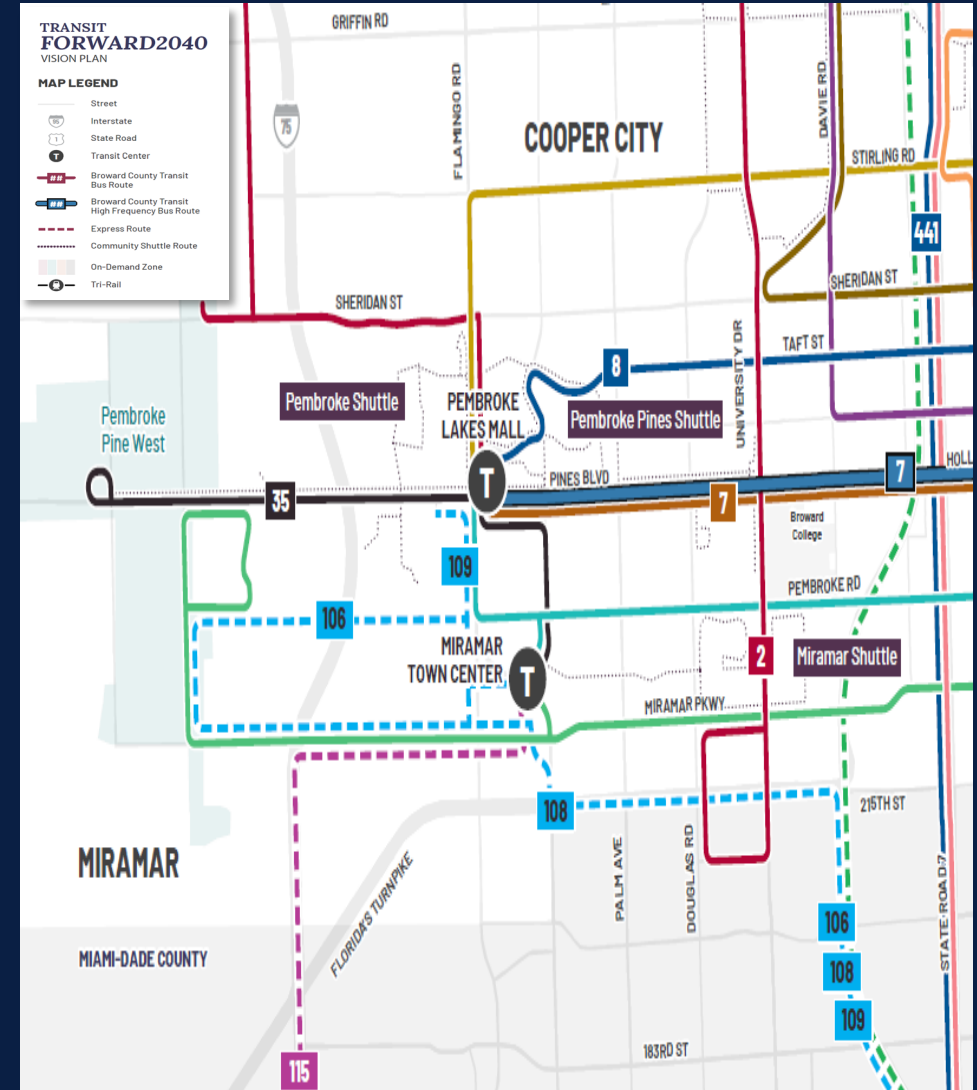 TRANSIT
FORWARD2040
VISION PLAN
MAP LEGEND
Street
95
Interstate
1
State Road
T
Transit Center
##
Broward County Transit
Bus Route
##
Broward County Transit
High Frequency Bus Route
Express Route
Community Shuttle Route
On-Demand Zone
Tri-Rail
GRIFFIN RD
75
FLAMINGO RD
COOPER CITY
DAVIE RD
STIRLING RD
441
SHERIDAN ST
SHERIDAN ST
UNIVERSITY DR
TAFT ST
8
Pembroke Shuttle
PEMBROKE
LAKES MALL
Pembroke Pines Shuttle
Pembroke
Pine West
T
PINES BLVD
7
HOLL
35
7
Broward
College
109
PEMBROKE RD
106
MIRAMAR
TOWN CENTER
T
2
Miramar Shuttle
MIRAMAR PKWY
108
215TH ST
MIRAMAR
PALM AVE
DOUGLAS RD
STATE ROAD 7
FLORIDA'S TURNPIKE
106
MIAMI-DADE COUNTY
108
109
183RD ST
115